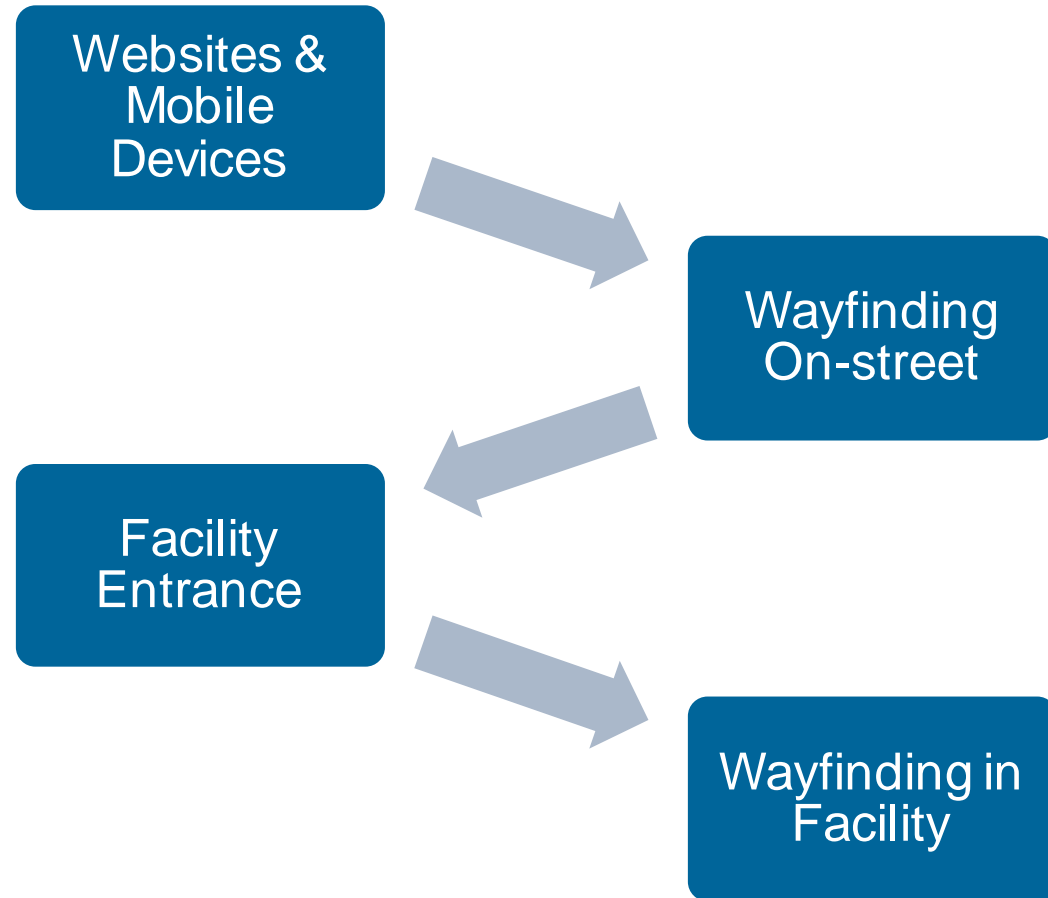 Websites &
Mobile
Devices
Wayfinding
On-street
Facility
Entrance
Wayfinding in
Facility